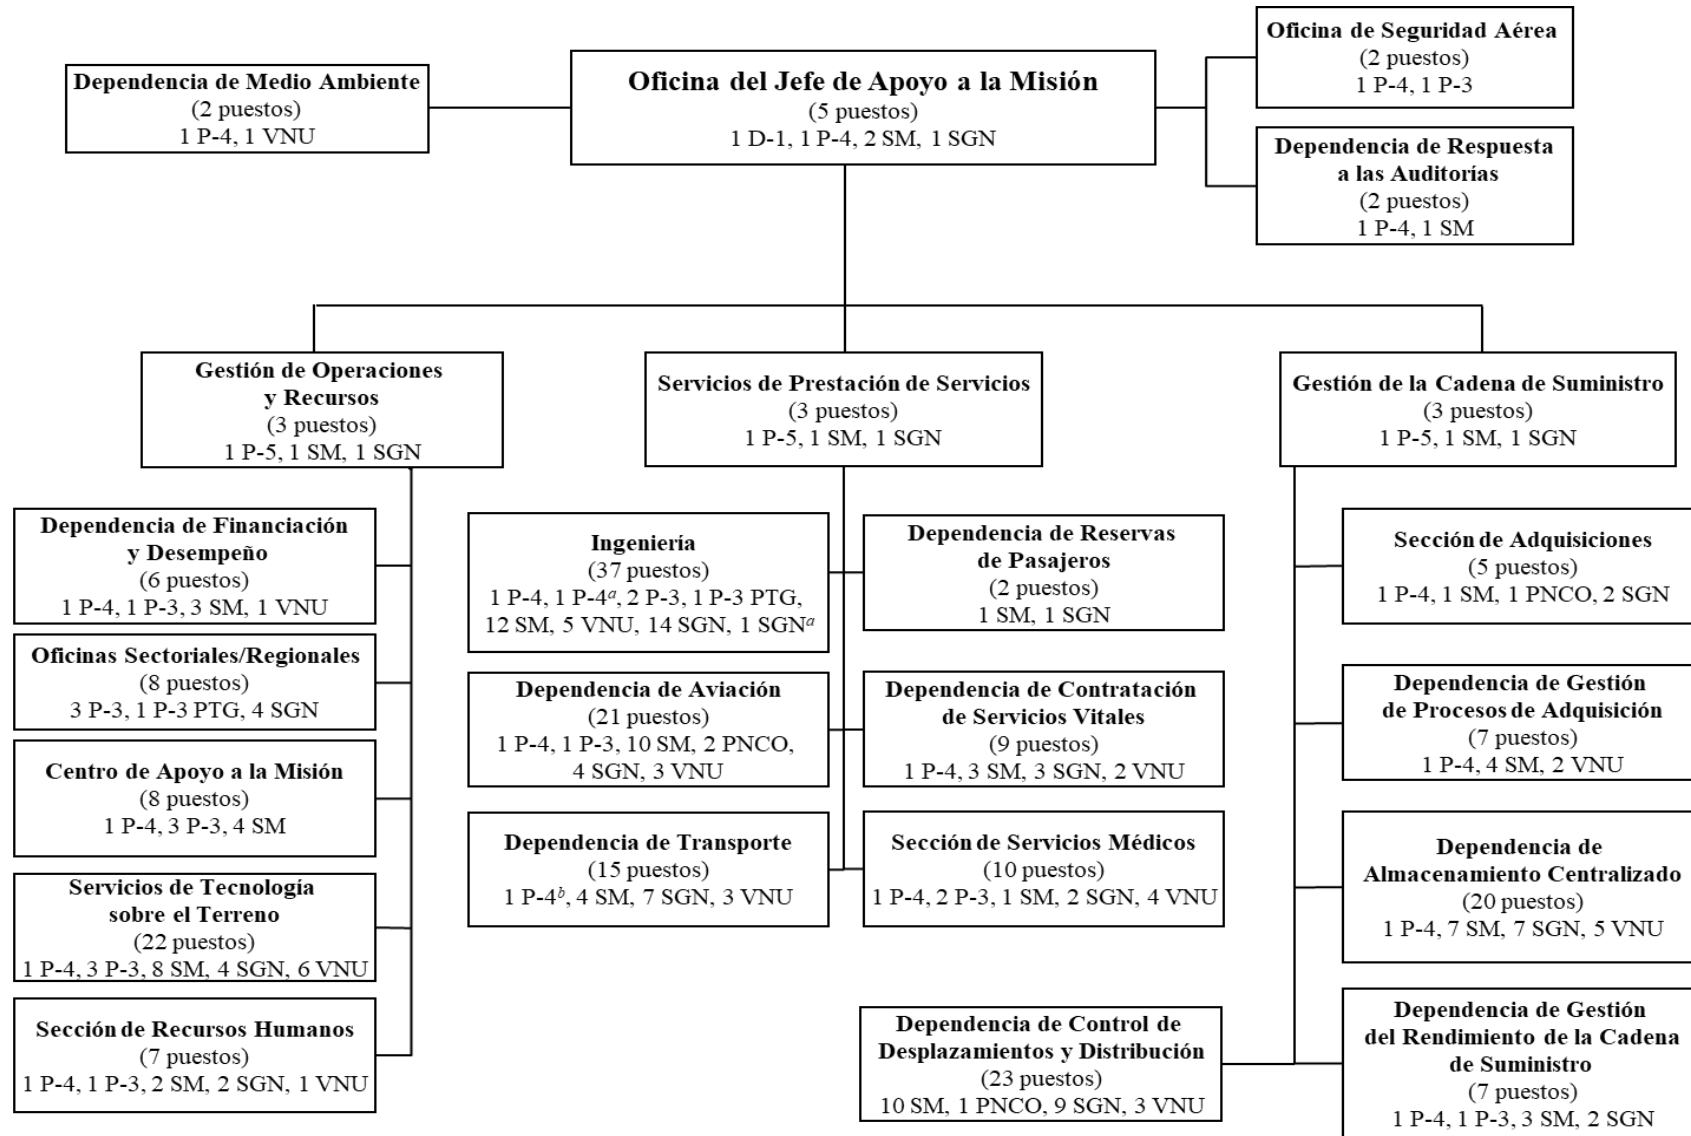 Dependencia de Medio Ambiente
(2 puestos)
1 P-4, 1 VNU
Oficina del Jefe de Apoyo a la Misión
(5 puestos)
1 D-1, 1 P-4, 2 SM, 1 SGN
Oficina de Seguridad Aérea
(2 puestos)
1 P-4, 1 P-3
Dependencia de Respuesta
a las Auditorías
(2 puestos)
1 P-4, 1 SM
Gestión de Operaciones
y Recursos
(3 puestos)
1 P-5, 1 SM, 1 SGN
Servicios de Prestación de Servicios
(3 puestos)
1 P-5, 1 SM, 1 SGN
Gestión de la Cadena de Suministro
(3 puestos)
1 P-5, 1 SM, 1 SGN
Dependencia de Financiación
y Desempeño
(6 puestos)
1 P-4, 1 P-3, 3 SM, 1 VNU
Oficinas Sectoriales/Regionales
(8 puestos)
3 P-3, 1 P-3 PTG, 4 SGN
Centro de Apoyo a la Misión
(8 puestos)
1 P-4, 3 P-3, 4 SM
Servicios de Tecnología
sobre el Terreno
(22 puestos)
1 P-4, 3 P-3, 8 SM, 4 SGN, 6 VNU
Sección de Recursos Humanos
(7 puestos)
1 P-4, 1 P-3, 2 SM, 2 SGN, 1 VNU
Ingeniería
(37 puestos)
1 P-4, 1 P-4ª, 2 P-3, 1 P-3 PTG,
12 SM, 5 VNU, 14 SGN, 1 SGNª
Dependencia de Aviación
(21 puestos)
1 P-4, 1 P-3, 10 SM, 2 PNCO,
4 SGN, 3 VNU
Dependencia de Transporte
(15 puestos)
1 P-4ᵇ, 4 SM, 7 SGN, 3 VNU
Dependencia de Reservas
de Pasajeros
(2 puestos)
1 SM, 1 SGN
Dependencia de Contratación
de Servicios Vitales
(9 puestos)
1 P-4, 3 SM, 3 SGN, 2 VNU
Sección de Servicios Médicos
(10 puestos)
1 P-4, 2 P-3, 1 SM, 2 SGN, 4 VNU
Sección de Adquisiciones
(5 puestos)
1 P-4, 1 SM, 1 PNCO, 2 SGN
Dependencia de Gestión
de Procesos de Adquisición
(7 puestos)
1 P-4, 4 SM, 2 VNU
Dependencia de
Almacenamiento Centralizado
(20 puestos)
1 P-4, 7 SM, 7 SGN, 5 VNU
Dependencia de Control de
Desplazamientos y Distribución
(23 puestos)
10 SM, 1 PNCO, 9 SGN, 3 VNU
Dependencia de Gestión
del Rendimiento de la Cadena
de Suministro
(7 puestos)
1 P-4, 1 P-3, 3 SM, 2 SGN